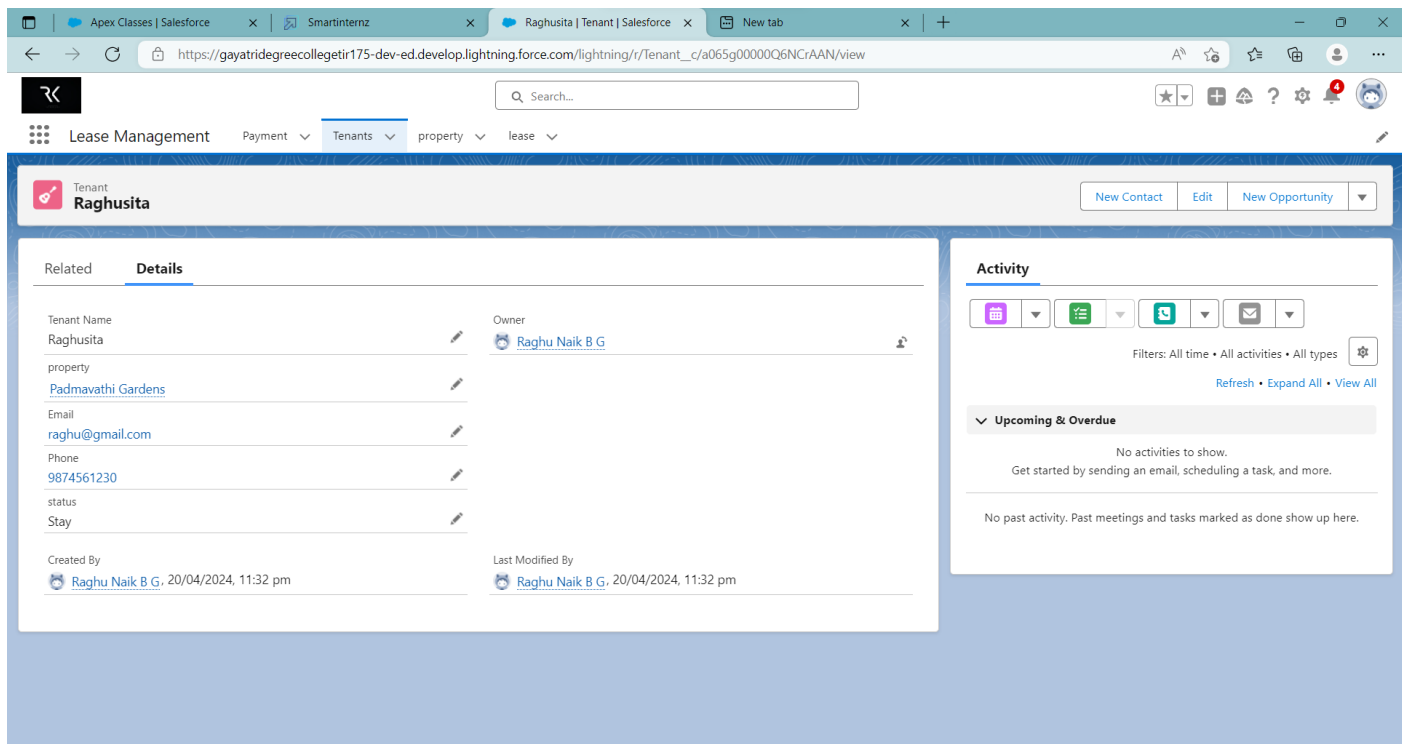 Apex Classes | Salesforce Smartinternz Raghusita | Tenant | Salesforce New tab
https://gayatridegreecollegetir175-dev-ed.develop.lightning.force.com/lightning/r/Tenant__c/a065g00000Q6NCrAAN/view
RK Search... 4
Lease Management Payment Tenants property lease
Tenant
Raghusita
New Contact Edit New Opportunity
Related Details
Tenant Name
Raghusita
property
Padmavathi Gardens
Email
raghu@gmail.com
Phone
9874561230
status
Stay
Created By
Raghu Naik B G, 20/04/2024, 11:32 pm
Owner
Raghu Naik B G
Last Modified By
Raghu Naik B G, 20/04/2024, 11:32 pm
Activity
Filters: All time • All activities • All types
Refresh • Expand All • View All
Upcoming & Overdue
No activities to show.
Get started by sending an email, scheduling a task, and more.
No past activity. Past meetings and tasks marked as done show up here.